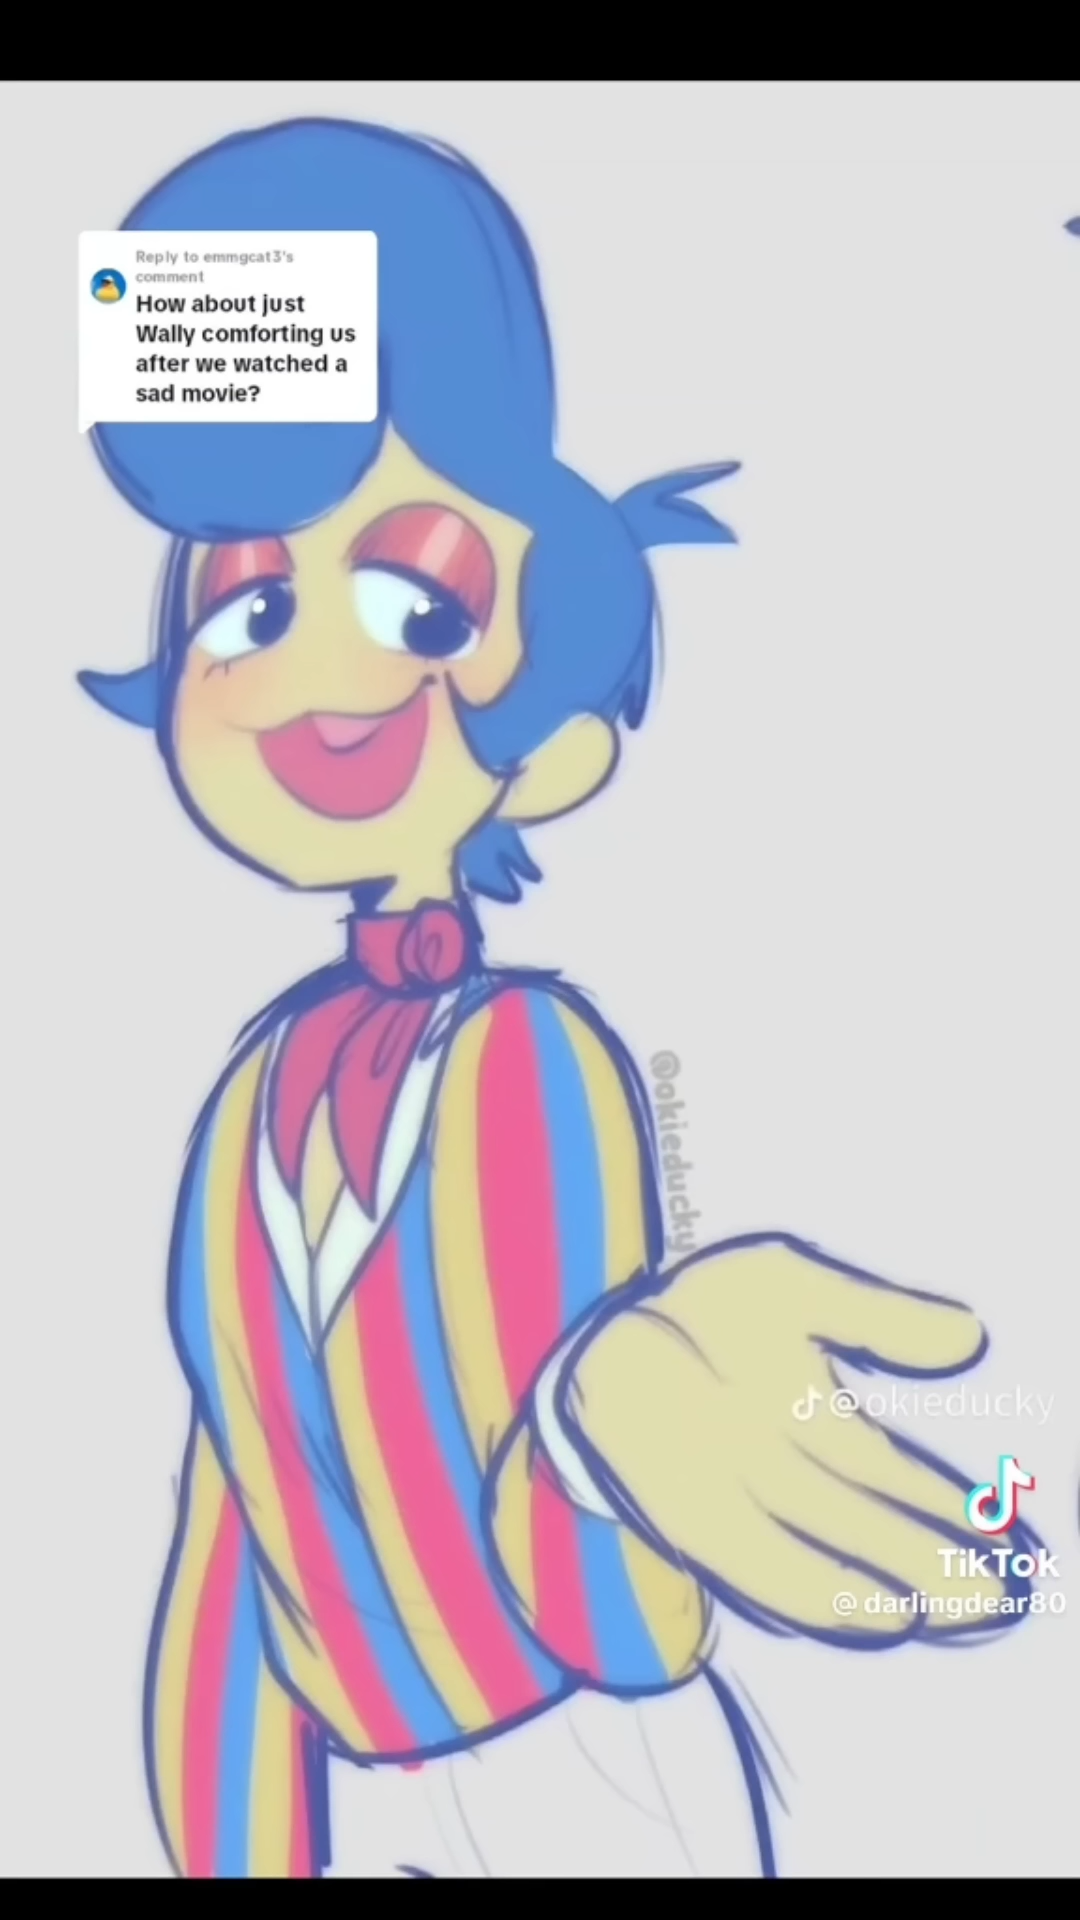 Reply to emmgcat3's
comment
How about just
Wally comforting us
after we watched a
sad movie?
@okieducky
@okieducky
TikTok
@darlingdear80